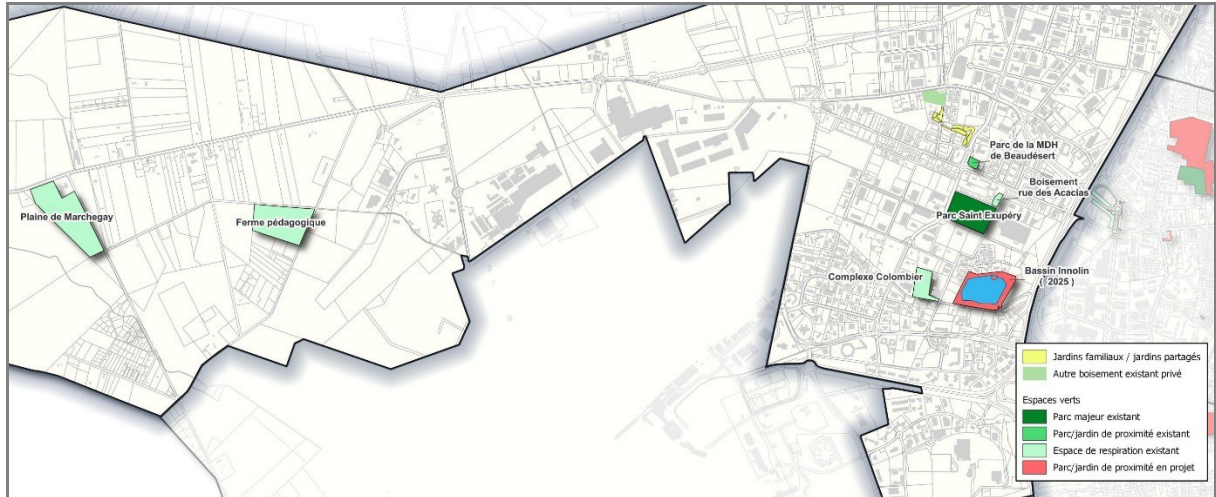 Parc de la MDH
de Beaudésert
Boisement
rue des Acacias
Plaine de Marchegay
Ferme pédagogique
Parc Saint Exupéry
Complexe Colombier
Bassin Innolin
( 2025 )
Jardins familiaux / jardins partagés
Autre boisement existant privé
Espaces verts
Parc majeur existant
Parc/jardin de proximité existant
Espace de respiration existant
Parc/jardin de proximité en projet